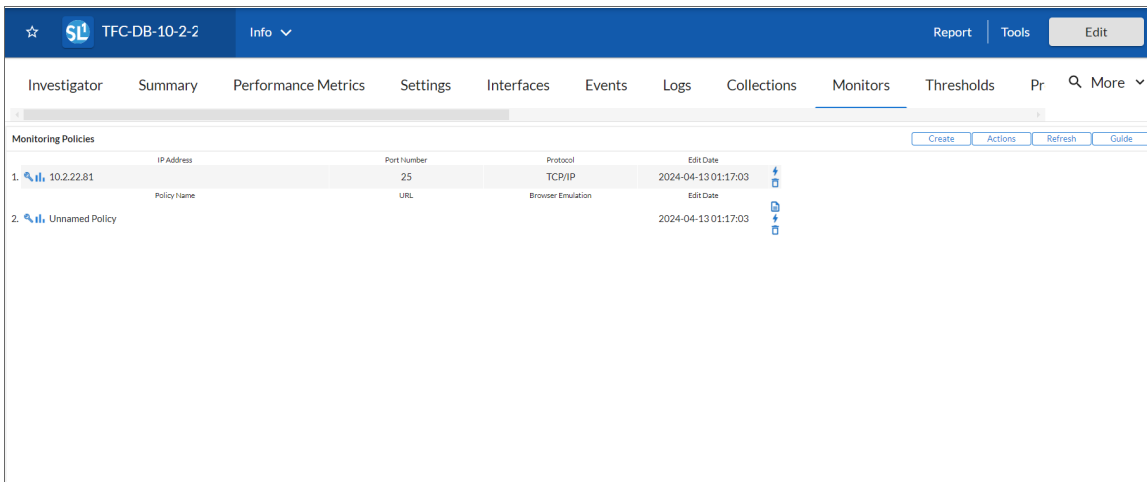 SL1 TFC-DB-10-2-2 Info Report Tools Edit
Investigator Summary Performance Metrics Settings Interfaces Events Logs Collections Monitors Thresholds Pr More
Monitoring Policies Create Actions Refresh Guide
IP Address Port Number Protocol Edit Date
1. 10.2.22.81 25 TCP/IP 2024-04-13 01:17:03
Policy Name URL Browser Emulation Edit Date
2. Unnamed Policy 2024-04-13 01:17:03